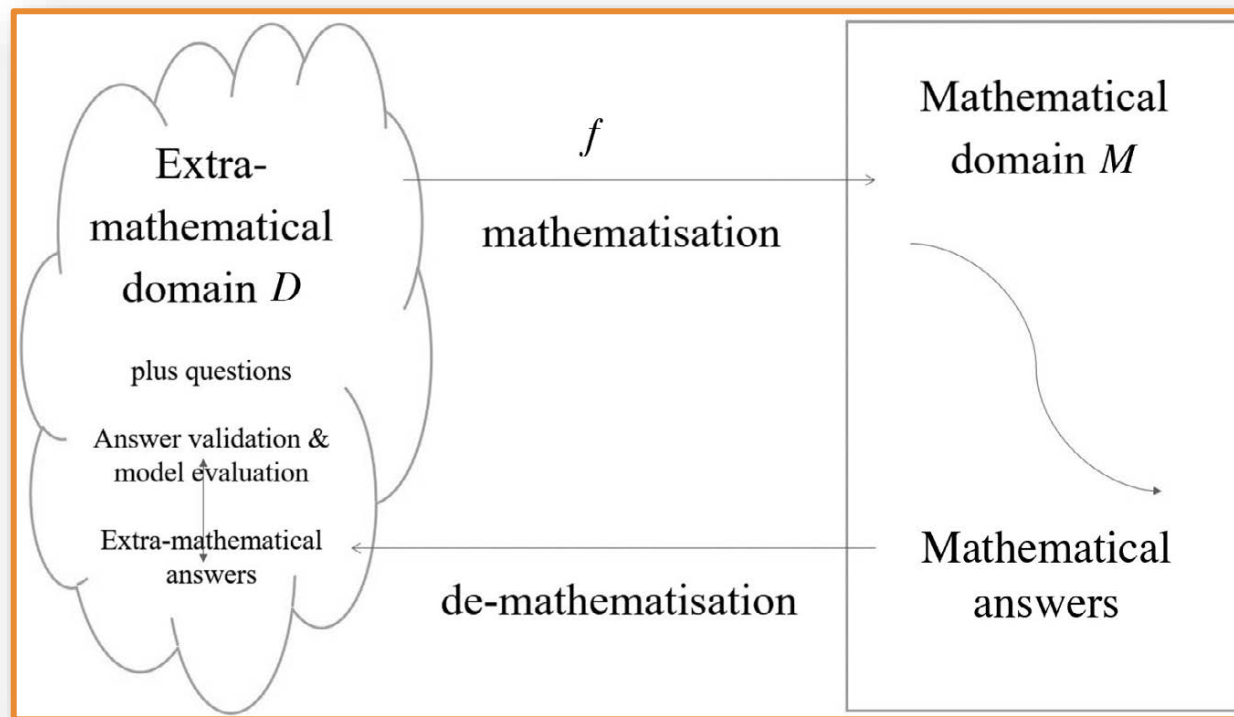 Extra-
mathematical
domain D
plus questions
Answer validation &
model evaluation
Extra-mathematical
answers
f
mathematisation
de-mathematisation
Mathematical
domain M
Mathematical
answers